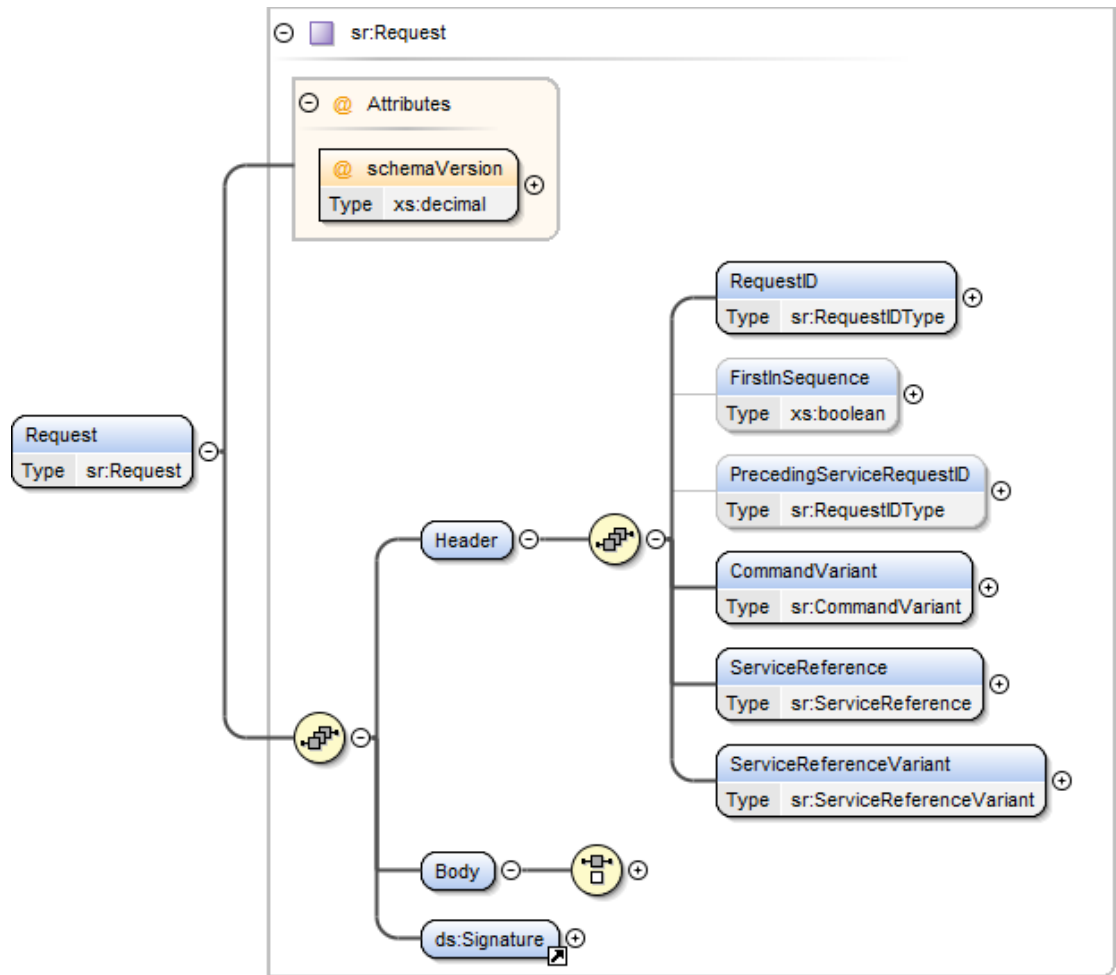 sr:Request
@ Attributes
@ schemaVersion
Type xs:decimal
RequestID
Type sr:RequestIDType
FirstInSequence
Type xs:boolean
Request
Type sr:Request
PrecedingServiceRequestID
Type sr:RequestIDType
Header
CommandVariant
Type sr:CommandVariant
ServiceReference
Type sr:ServiceReference
ServiceReferenceVariant
Type sr:ServiceReferenceVariant
Body
ds:Signature